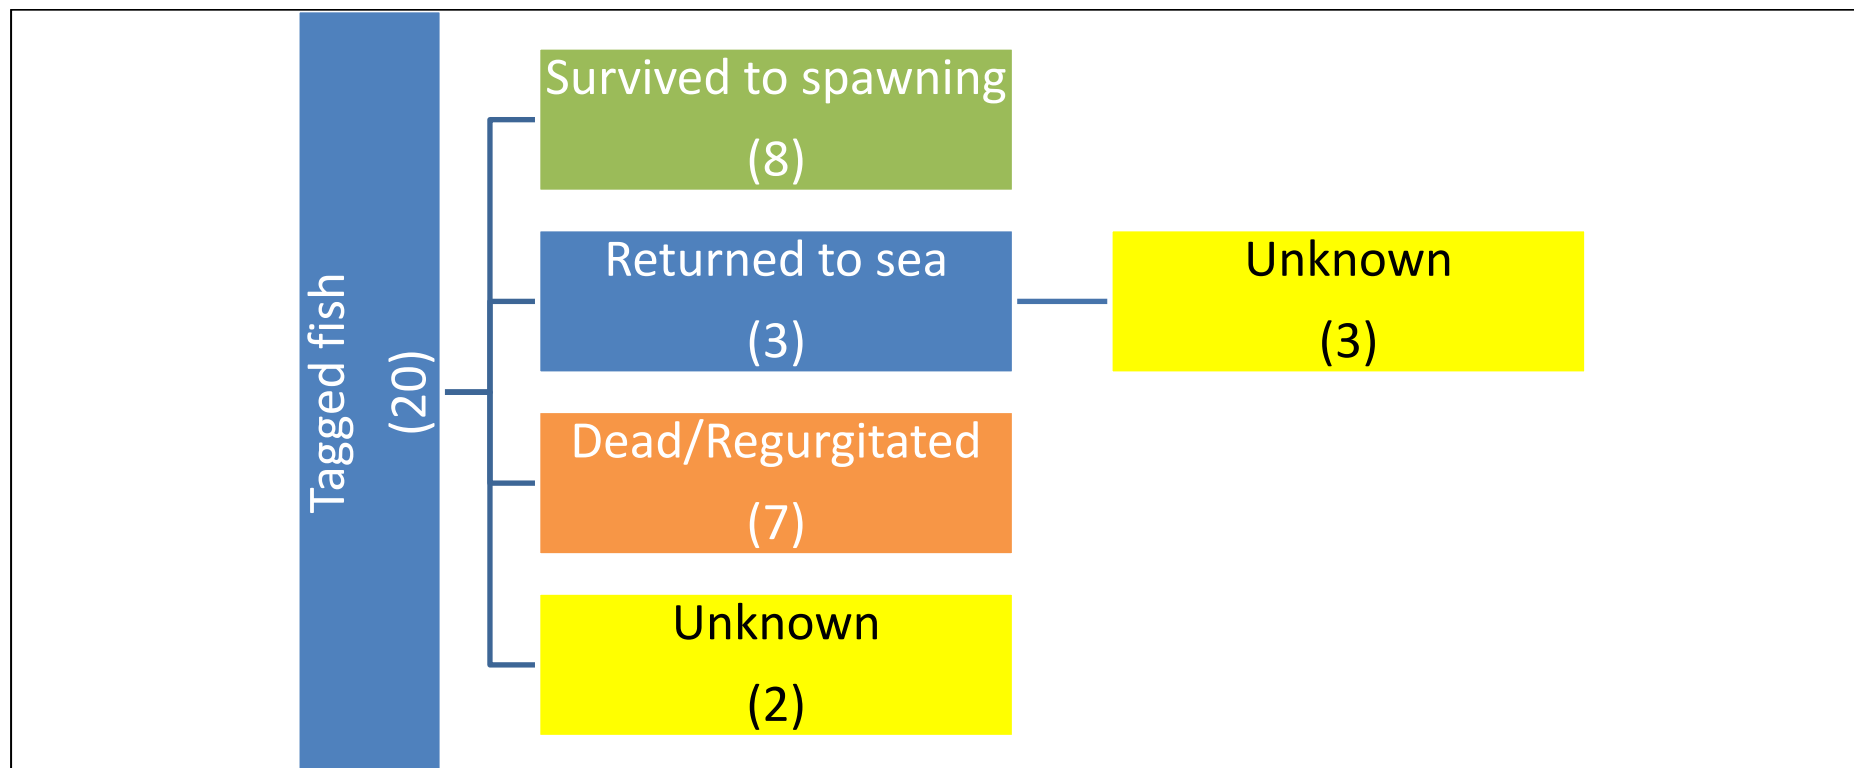 Tagged fish
(20)
Survived to spawning
(8)
Returned to sea
(3)
Unknown
(3)
Dead/Regurgitated
(7)
Unknown
(2)